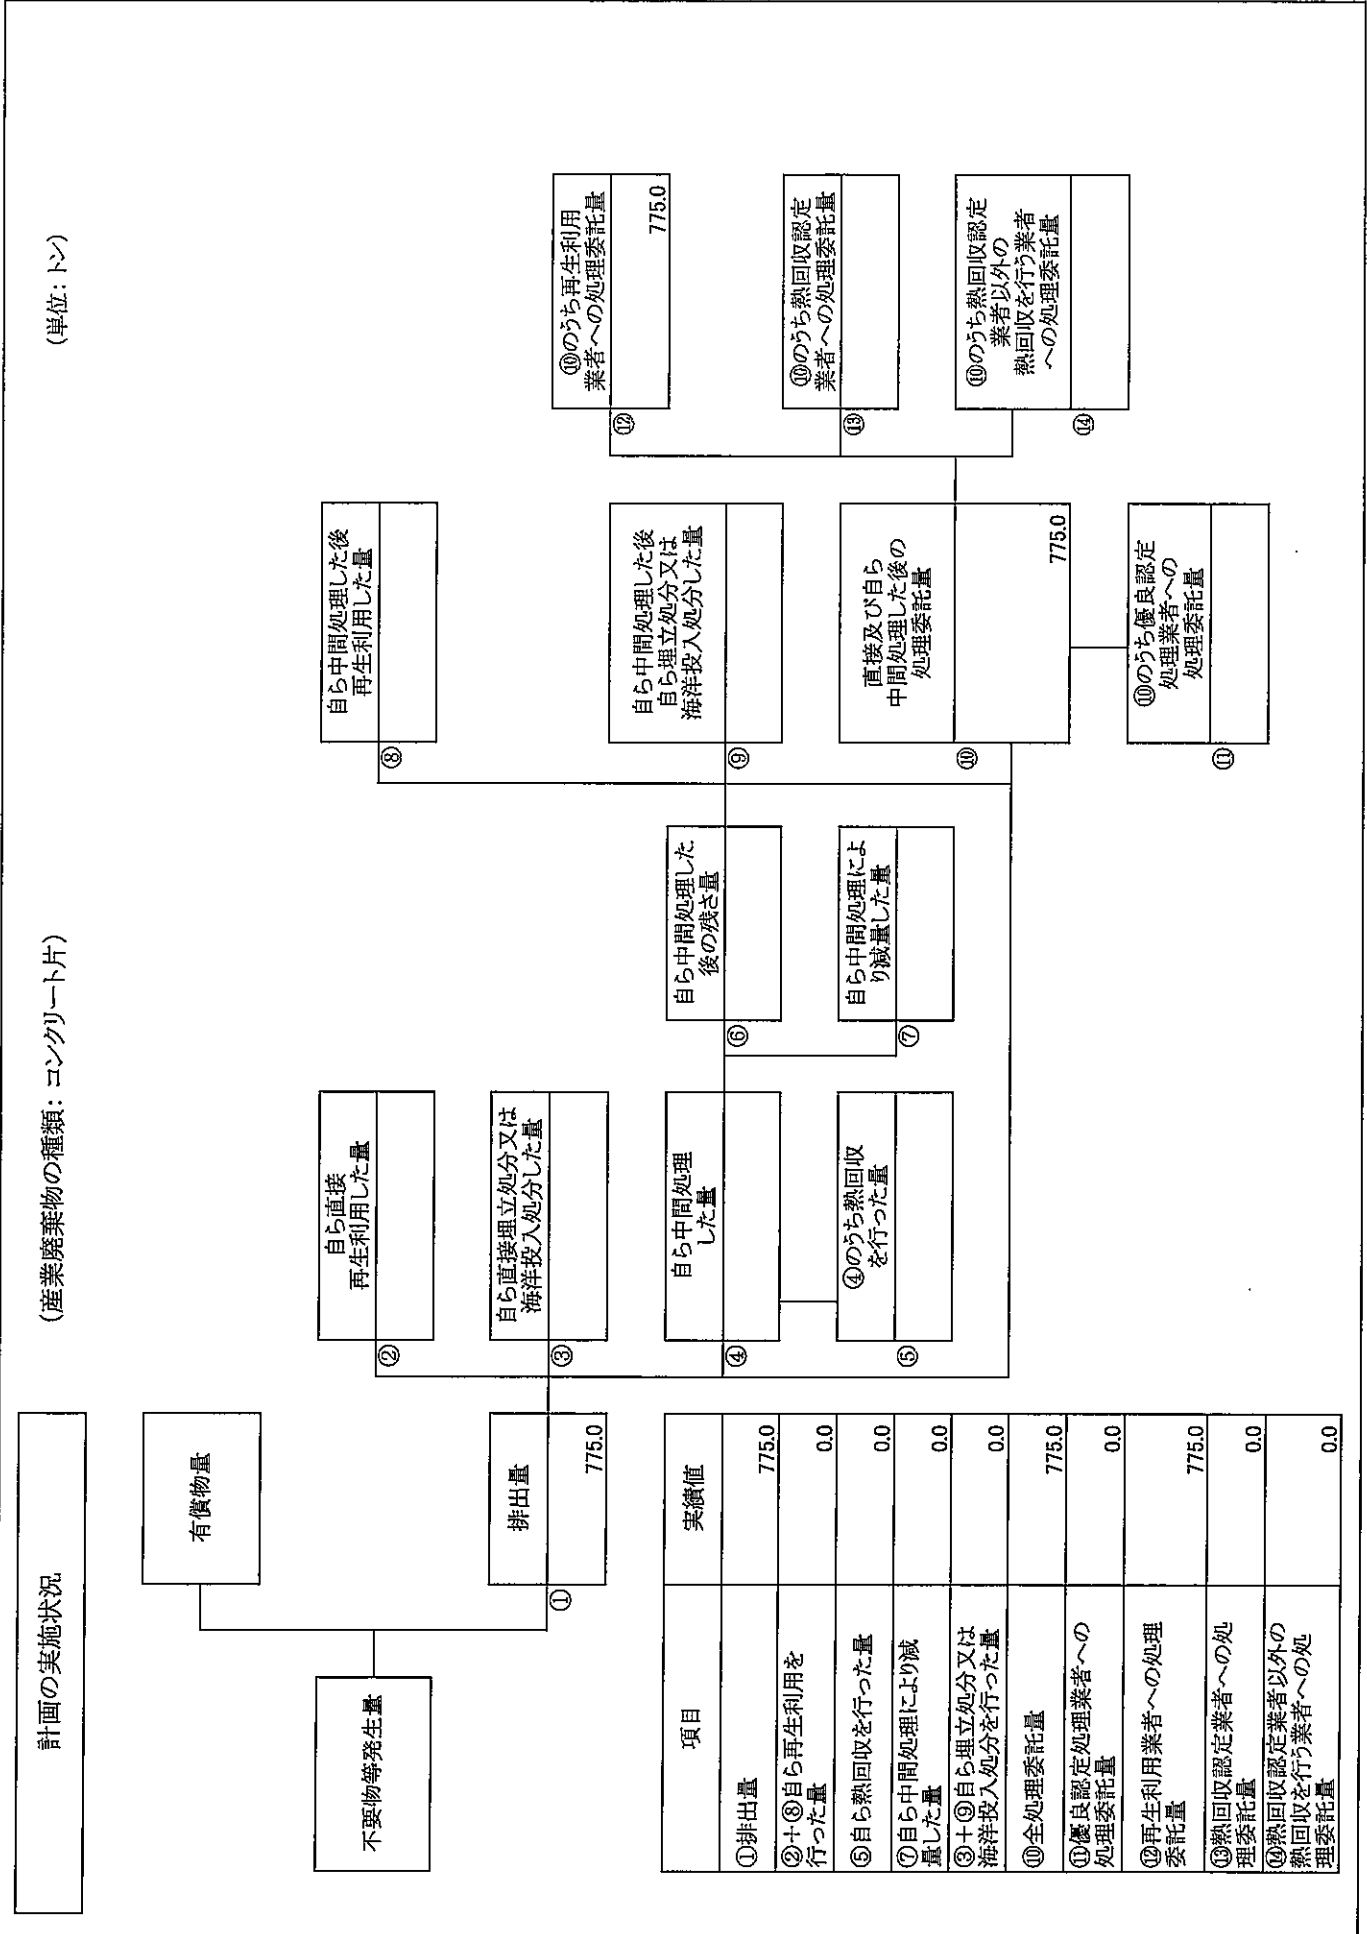 計画の実施状況
(産業廃棄物の種類：コンクリート片)
(単位：トン)
不要物等発生量
有償物量
①
排出量
775.0
②
自ら直接
再生利用した量
③
自ら直接埋立処分又は
海洋投入処分した量
④
自ら中間処理
した量
⑤
④のうち熱回収
を行った量
⑥
自ら中間処理した
後の残さ量
⑦
自ら中間処理によ
り減量した量
⑧
自ら中間処理した後
再生利用した量
⑨
自ら中間処理した後
自ら埋立処分又は
海洋投入処分した量
⑩
直接及び自ら
中間処理した後の
処理委託量
775.0
⑪
⑩のうち優良認定
処理業者への
処理委託量
⑫
⑩のうち再生利用
業者への処理委託量
775.0
⑬
⑩のうち熱回収認定
業者への処理委託量
⑭
⑩のうち熱回収認定
業者以外の
熱回収を行う業者
への処理委託量
項目 実績値
①排出量 775.0
②＋⑧自ら再生利用を
行った量 0.0
⑤自ら熱回収を行った量 0.0
⑦自ら中間処理により減
量した量 0.0
③＋⑨自ら埋立処分又は
海洋投入処分を行った量 0.0
⑩全処理委託量 775.0
⑪優良認定処理業者への
処理委託量 0.0
⑫再生利用業者への処理
委託量 775.0
⑬熱回収認定業者への処
理委託量 0.0
⑭熱回収認定業者以外の
熱回収を行う業者への処
理委託量 0.0